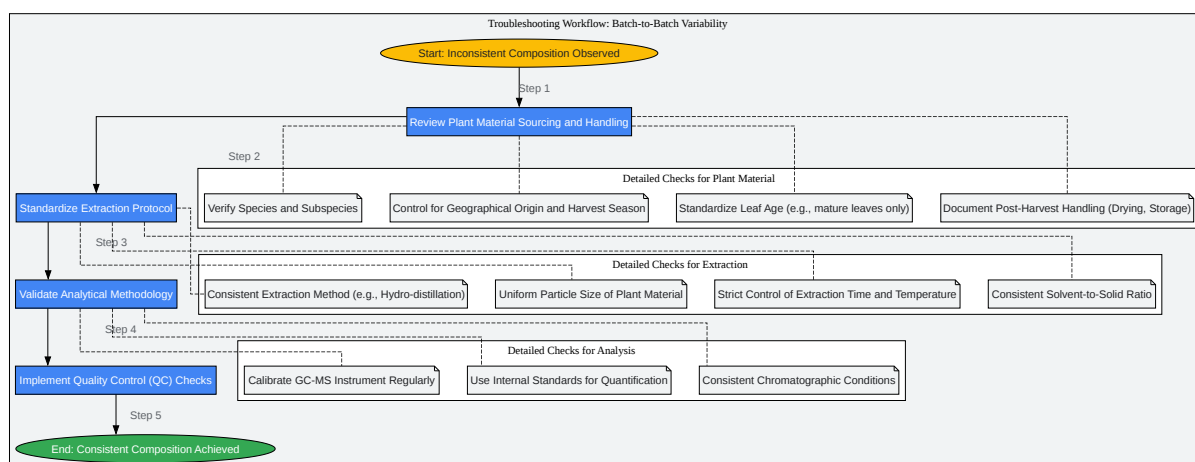 Troubleshooting Workflow: Batch-to-Batch Variability
Start: Inconsistent Composition Observed
Step 1
Review Plant Material Sourcing and Handling
Step 2
Detailed Checks for Plant Material
Standardize Extraction Protocol
Verify Species and Subspecies
Control for Geographical Origin and Harvest Season
Standardize Leaf Age (e.g., mature leaves only)
Document Post-Harvest Handling (Drying, Storage)
Step 3
Detailed Checks for Extraction
Validate Analytical Methodology
Consistent Extraction Method (e.g., Hydro-distillation)
Uniform Particle Size of Plant Material
Strict Control of Extraction Time and Temperature
Consistent Solvent-to-Solid Ratio
Step 4
Detailed Checks for Analysis
Implement Quality Control (QC) Checks
Calibrate GC-MS Instrument Regularly
Use Internal Standards for Quantification
Consistent Chromatographic Conditions
Step 5
End: Consistent Composition Achieved